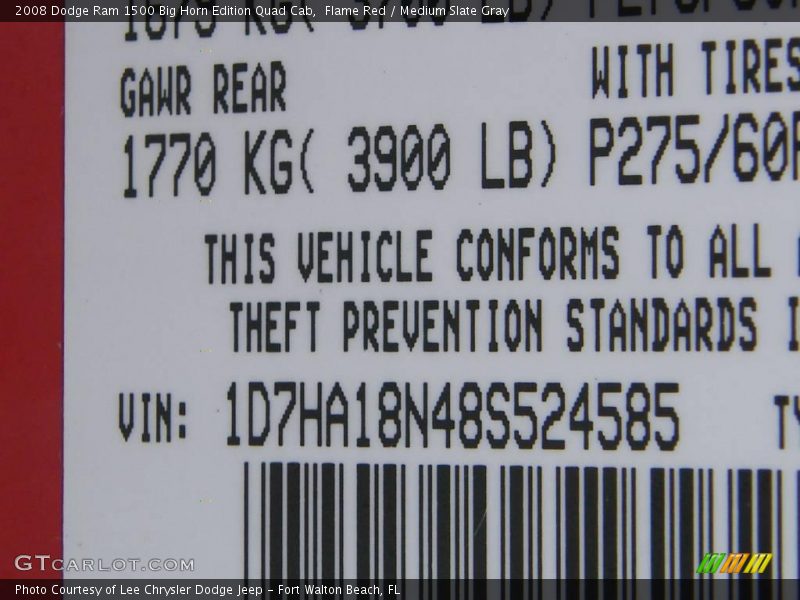 2008 Dodge Ram 1500 Big Horn Edition Quad Cab, Flame Red / Medium Slate Gray
GAWR REAR WITH TIRES
1770 KG( 3900 LB) P275/60R
THIS VEHICLE CONFORMS TO ALL
THEFT PREVENTION STANDARDS
VIN: 1D7HA18N48S524585 TY
GTCARLOT.COM
Photo Courtesy of Lee Chrysler Dodge Jeep – Fort Walton Beach, FL